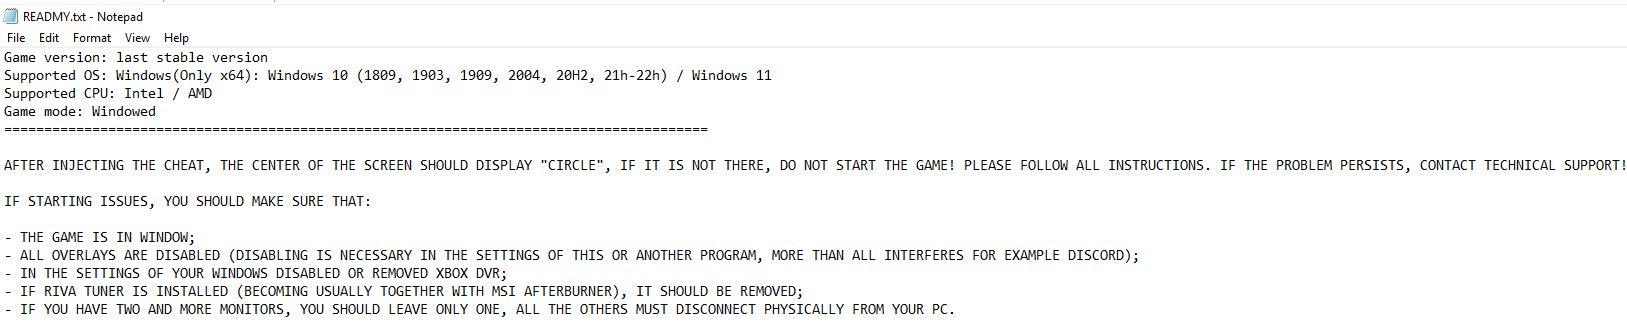 READMY.txt - Notepad
File Edit Format View Help
Game version: last stable version
Supported OS: Windows(Only x64): Windows 10 (1809, 1903, 1909, 2004, 20H2, 21h-22h) / Windows 11
Supported CPU: Intel / AMD
Game mode: Windowed
========================================================================================
AFTER INJECTING THE CHEAT, THE CENTER OF THE SCREEN SHOULD DISPLAY "CIRCLE", IF IT IS NOT THERE, DO NOT START THE GAME! PLEASE FOLLOW ALL INSTRUCTIONS. IF THE PROBLEM PERSISTS, CONTACT TECHNICAL SUPPORT!
IF STARTING ISSUES, YOU SHOULD MAKE SURE THAT:
- THE GAME IS IN WINDOW;
- ALL OVERLAYS ARE DISABLED (DISABLING IS NECESSARY IN THE SETTINGS OF THIS OR ANOTHER PROGRAM, MORE THAN ALL INTERFERES FOR EXAMPLE DISCORD);
- IN THE SETTINGS OF YOUR WINDOWS DISABLED OR REMOVED XBOX DVR;
- IF RIVA TUNER IS INSTALLED (BECOMING USUALLY TOGETHER WITH MSI AFTERBURNER), IT SHOULD BE REMOVED;
- IF YOU HAVE TWO AND MORE MONITORS, YOU SHOULD LEAVE ONLY ONE, ALL THE OTHERS MUST DISCONNECT PHYSICALLY FROM YOUR PC.